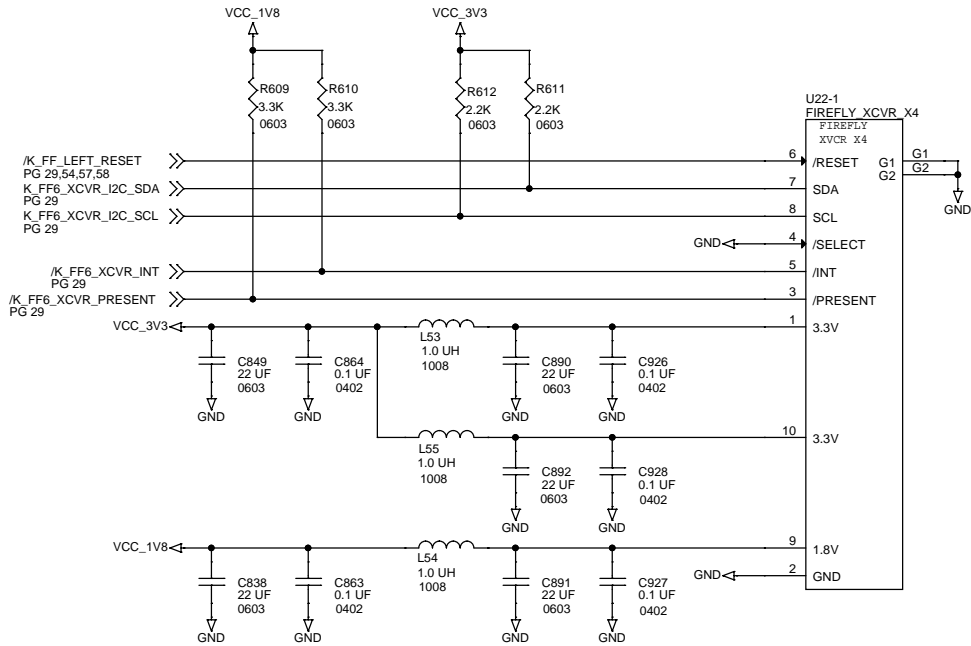 VCC_1V8
VCC_3V3
R609
3.3K
0603
R610
3.3K
0603
R612
2.2K
0603
R611
2.2K
0603
U22-1
FIREFLY_XCVR_X4
FIREFLY
XVCR X4
/K_FF_LEFT_RESET
PG 29,54,57,58
6
/RESET
G1
G1
G2
G2
GND
K_FF6_XCVR_I2C_SDA
PG 29
7
SDA
K_FF6_XCVR_I2C_SCL
PG 29
8
SCL
GND
4
/SELECT
/K_FF6_XCVR_INT
PG 29
5
/INT
/K_FF6_XCVR_PRESENT
PG 29
3
/PRESENT
VCC_3V3
1
3.3V
L53
1.0 UH
1008
C849
22 UF
0603
GND
C864
0.1 UF
0402
GND
C890
22 UF
0603
GND
C926
0.1 UF
0402
GND
10
3.3V
L55
1.0 UH
1008
C892
22 UF
0603
GND
C928
0.1 UF
0402
GND
VCC_1V8
9
1.8V
L54
1.0 UH
1008
GND
2
GND
C838
22 UF
0603
GND
C863
0.1 UF
0402
GND
C891
22 UF
0603
GND
C927
0.1 UF
0402
GND